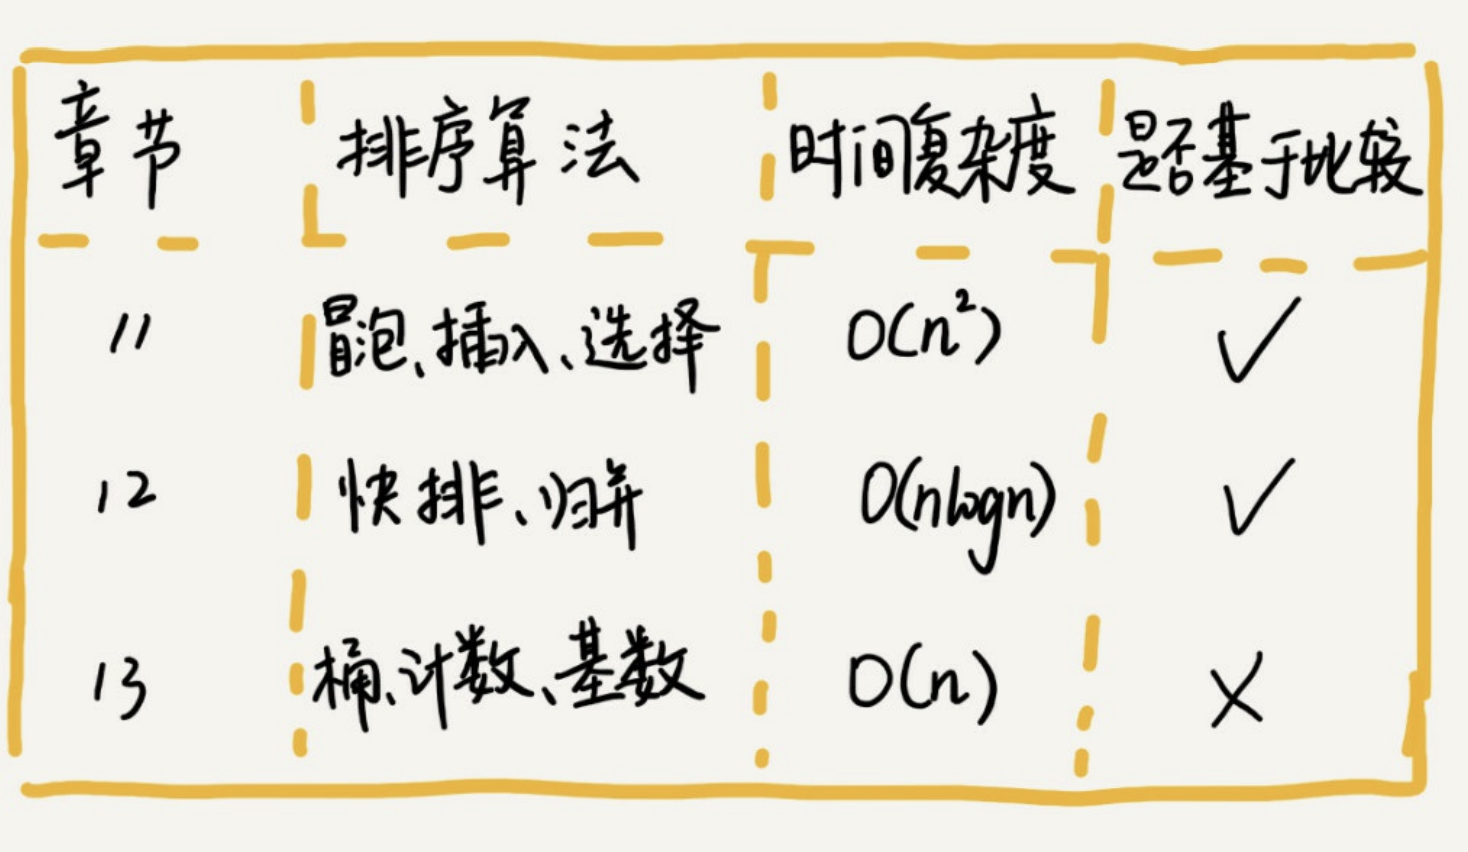 章节 排序算法 时间复杂度 是否基于比较
11 冒泡、插入、选择 O(n²) ✓
12 快排、归并 O(nlogn) ✓
13 桶、计数、基数 O(n) ✗